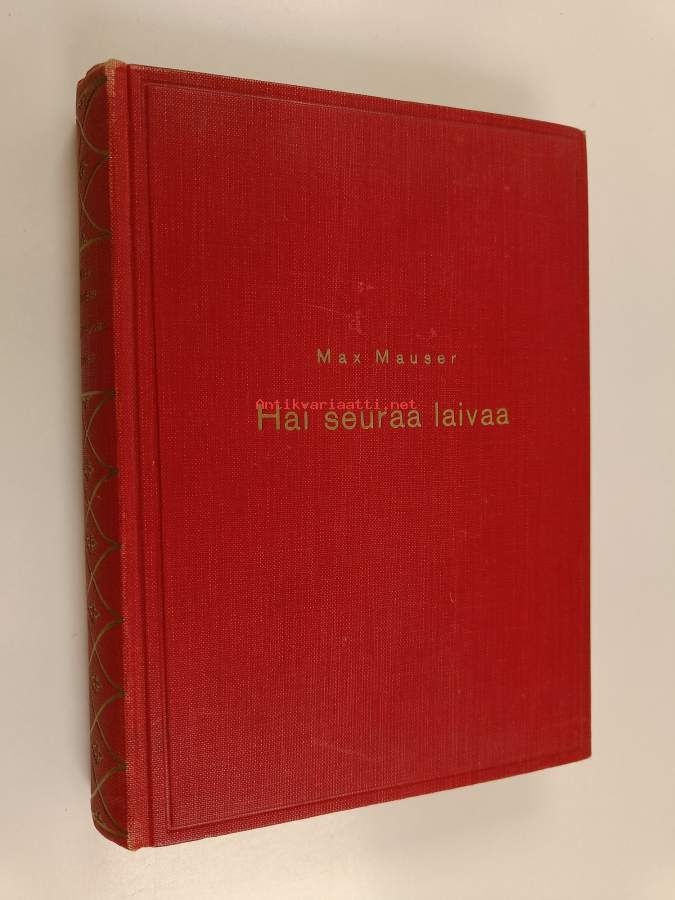 Max Mauser
Antikvariaatti.net
Hai seuraa laivaa